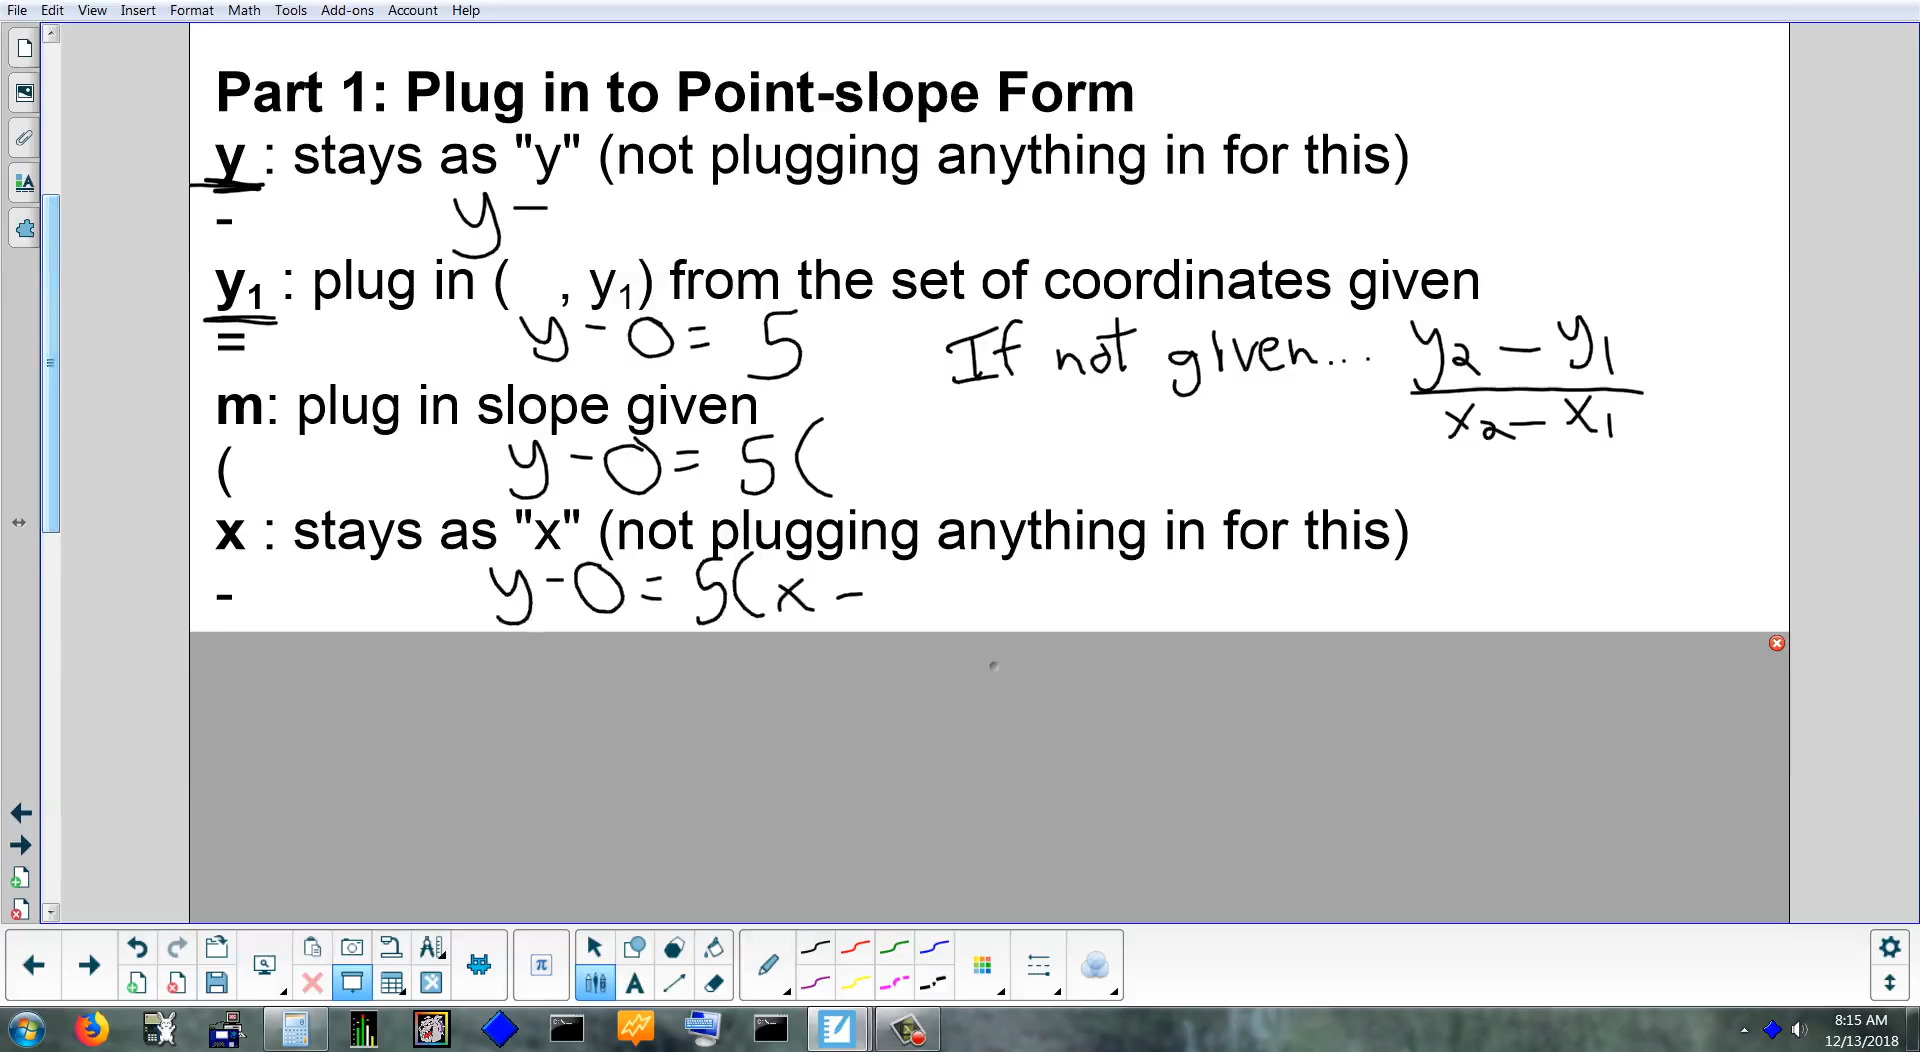 File Edit View Insert Format Math Tools Add-ons Account Help
Part 1: Plug in to Point-slope Form
y : stays as "y" (not plugging anything in for this)
- y -
y1 : plug in ( , y1) from the set of coordinates given
= y - 0 = 5 If not given... y2 - y1
x2 - x1
m: plug in slope given
( y - 0 = 5 (
x : stays as "x" (not plugging anything in for this)
- y - 0 = 5(x -
8:15 AM
12/13/2018